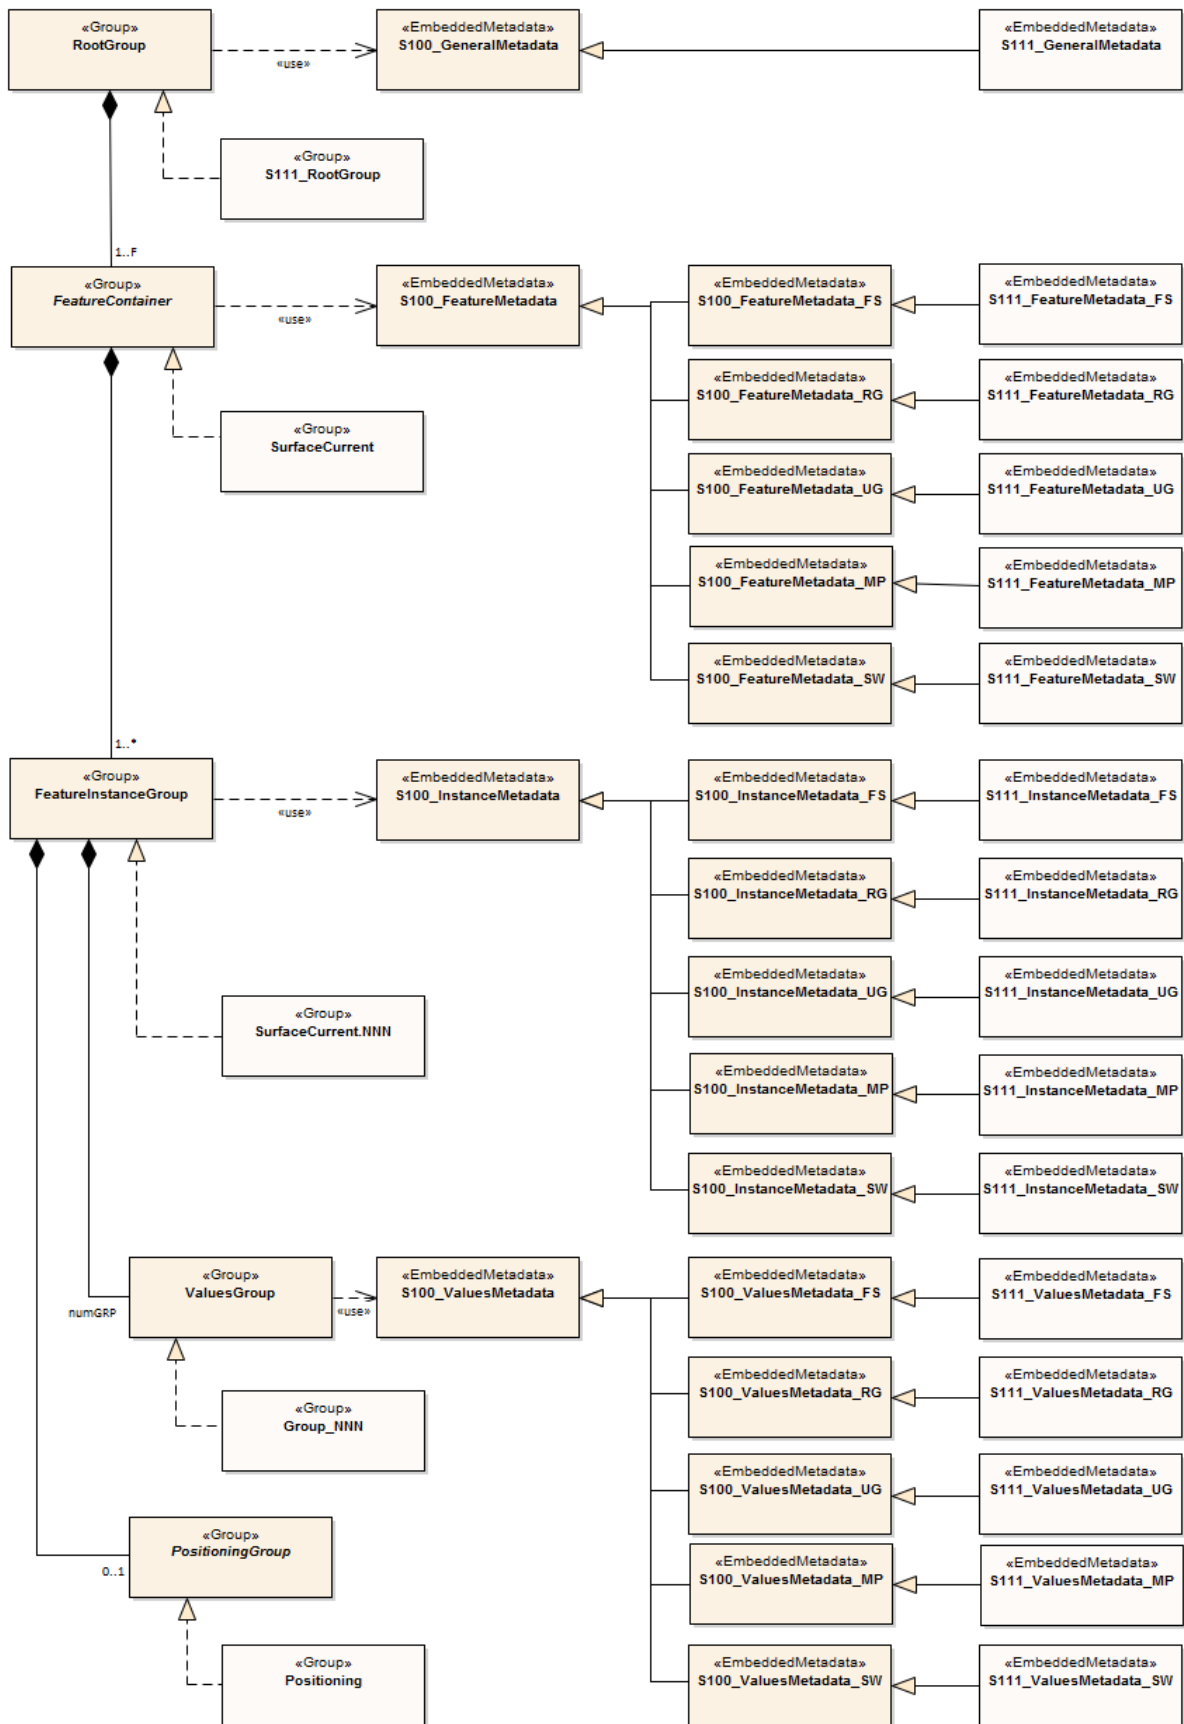 «Group»
RootGroup
«use»
«EmbeddedMetadata»
S100_GeneralMetadata
«EmbeddedMetadata»
S111_GeneralMetadata
«Group»
S111_RootGroup
1..F
«Group»
FeatureContainer
«use»
«EmbeddedMetadata»
S100_FeatureMetadata
«EmbeddedMetadata»
S100_FeatureMetadata_FS
«EmbeddedMetadata»
S111_FeatureMetadata_FS
«EmbeddedMetadata»
S100_FeatureMetadata_RG
«EmbeddedMetadata»
S111_FeatureMetadata_RG
«Group»
SurfaceCurrent
«EmbeddedMetadata»
S100_FeatureMetadata_UG
«EmbeddedMetadata»
S111_FeatureMetadata_UG
«EmbeddedMetadata»
S100_FeatureMetadata_MP
«EmbeddedMetadata»
S111_FeatureMetadata_MP
«EmbeddedMetadata»
S100_FeatureMetadata_SW
«EmbeddedMetadata»
S111_FeatureMetadata_SW
1..*
«Group»
FeatureInstanceGroup
«use»
«EmbeddedMetadata»
S100_InstanceMetadata
«EmbeddedMetadata»
S100_InstanceMetadata_FS
«EmbeddedMetadata»
S111_InstanceMetadata_FS
«EmbeddedMetadata»
S100_InstanceMetadata_RG
«EmbeddedMetadata»
S111_InstanceMetadata_RG
«EmbeddedMetadata»
S100_InstanceMetadata_UG
«EmbeddedMetadata»
S111_InstanceMetadata_UG
«Group»
SurfaceCurrent.NNN
«EmbeddedMetadata»
S100_InstanceMetadata_MP
«EmbeddedMetadata»
S111_InstanceMetadata_MP
«EmbeddedMetadata»
S100_InstanceMetadata_SW
«EmbeddedMetadata»
S111_InstanceMetadata_SW
numGRP
«Group»
ValuesGroup
«use»
«EmbeddedMetadata»
S100_ValuesMetadata
«EmbeddedMetadata»
S100_ValuesMetadata_FS
«EmbeddedMetadata»
S111_ValuesMetadata_FS
«EmbeddedMetadata»
S100_ValuesMetadata_RG
«EmbeddedMetadata»
S111_ValuesMetadata_RG
«Group»
Group_NNN
«EmbeddedMetadata»
S100_ValuesMetadata_UG
«EmbeddedMetadata»
S111_ValuesMetadata_UG
0..1
«Group»
PositioningGroup
«EmbeddedMetadata»
S100_ValuesMetadata_MP
«EmbeddedMetadata»
S111_ValuesMetadata_MP
«Group»
Positioning
«EmbeddedMetadata»
S100_ValuesMetadata_SW
«EmbeddedMetadata»
S111_ValuesMetadata_SW